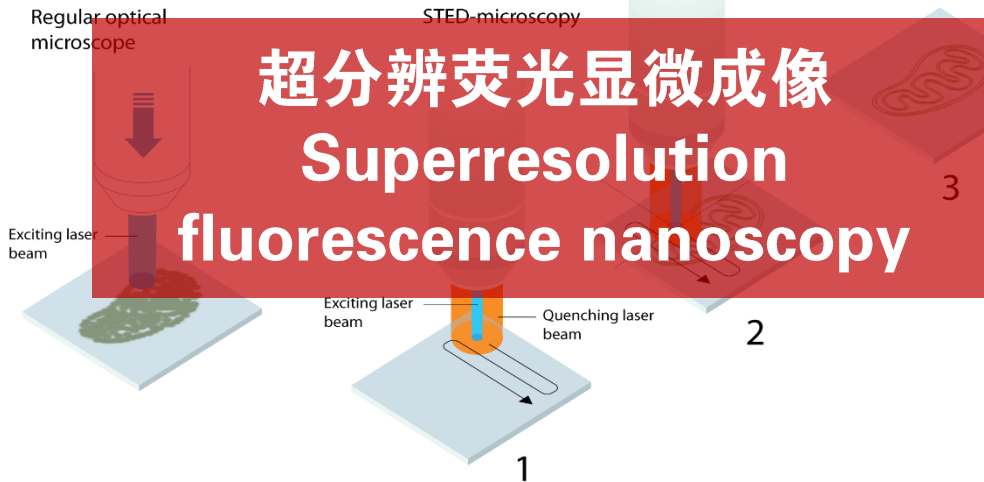 Regular optical
microscope
STED-microscopy
超分辨荧光显微成像
Superresolution
fluorescence nanoscopy
Exciting laser
beam
Exciting laser
beam
Quenching laser
beam
1
2
3